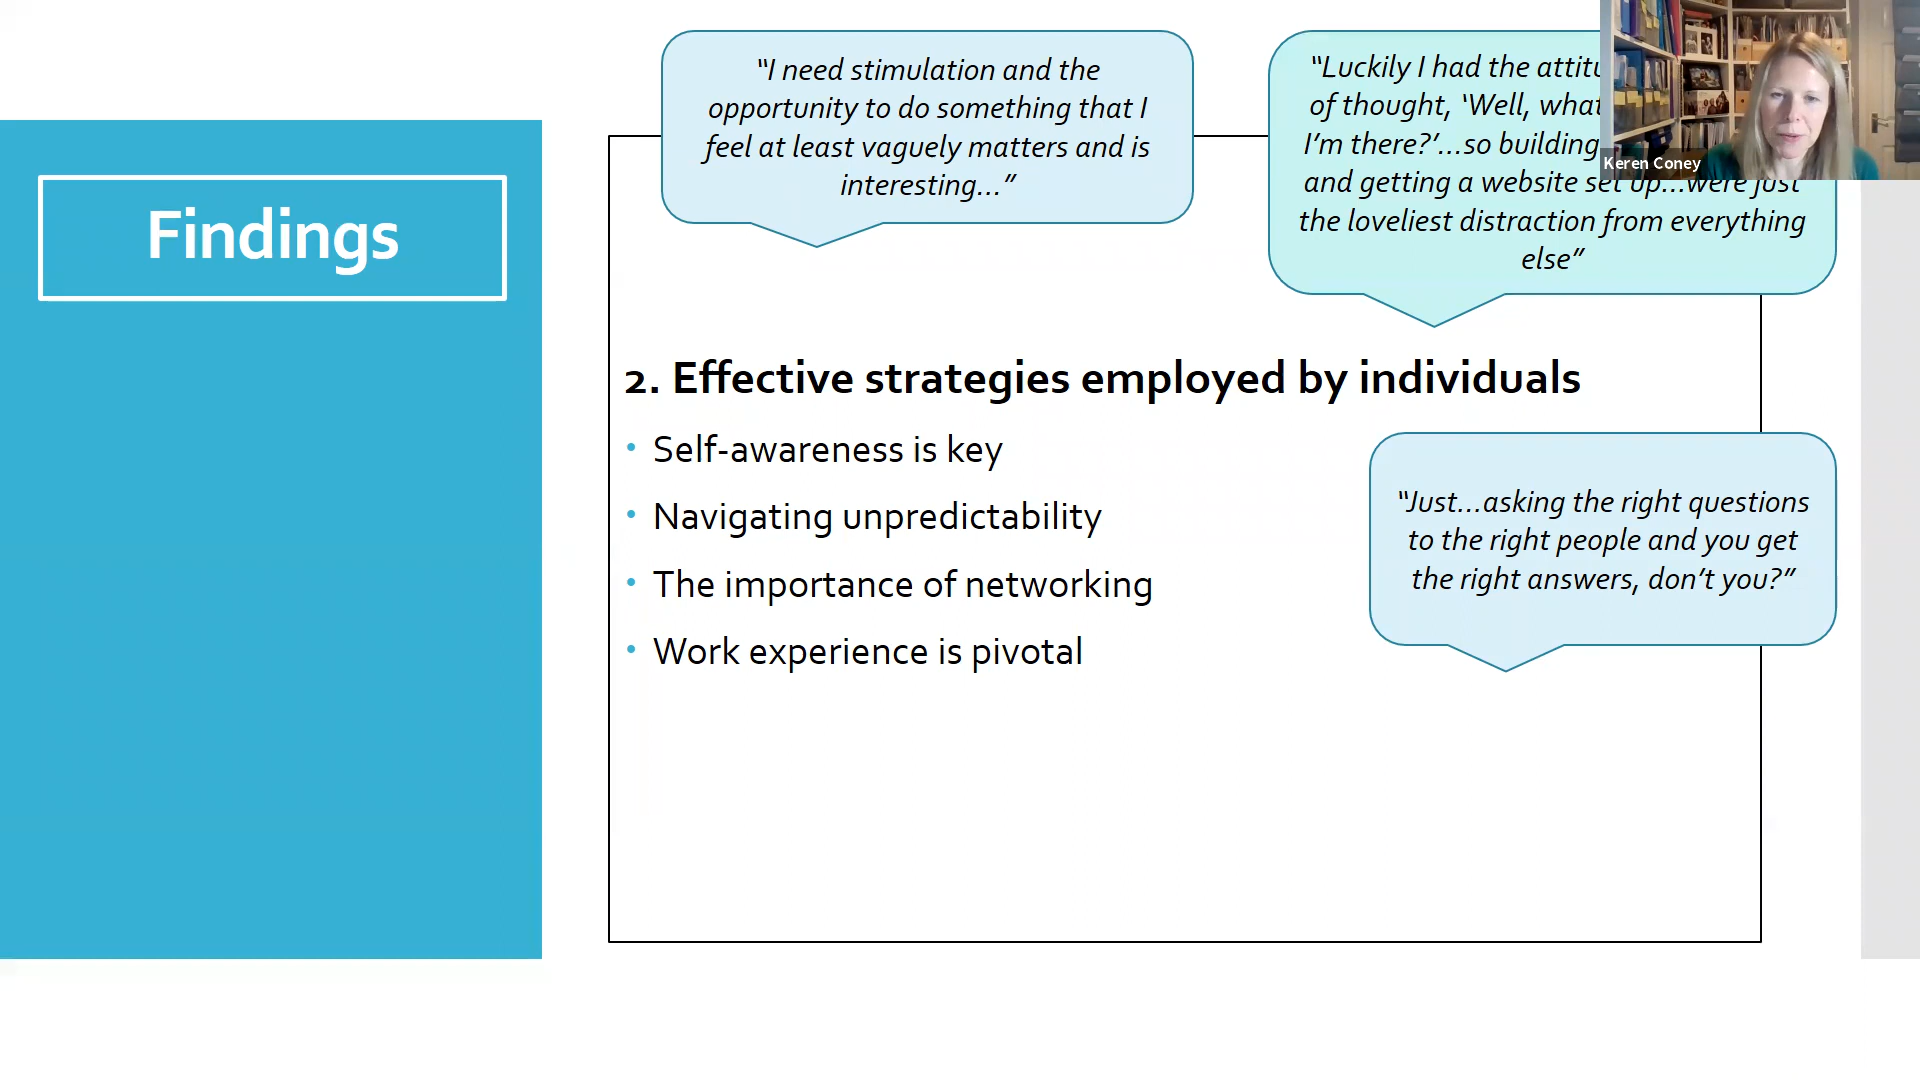 Findings
“I need stimulation and the
opportunity to do something that I
feel at least vaguely matters and is
interesting…”
“Luckily I had the
of thought, ‘Well, what
I’m there?’…so building
and getting a website set up…were just
the loveliest distraction from everything
else”
Keren Coney
2. Effective strategies employed by individuals
• Self-awareness is key
• Navigating unpredictability
• The importance of networking
• Work experience is pivotal
“Just…asking the right questions
to the right people and you get
the right answers, don’t you?”